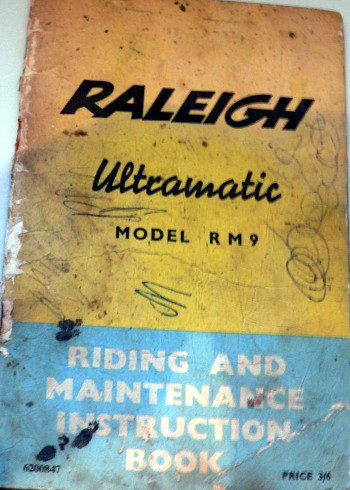 RALEIGH
Ultramatic
MODEL RM9
RIDING AND
MAINTENANCE
INSTRUCTION
BOOK
6200847
PRICE 3/6